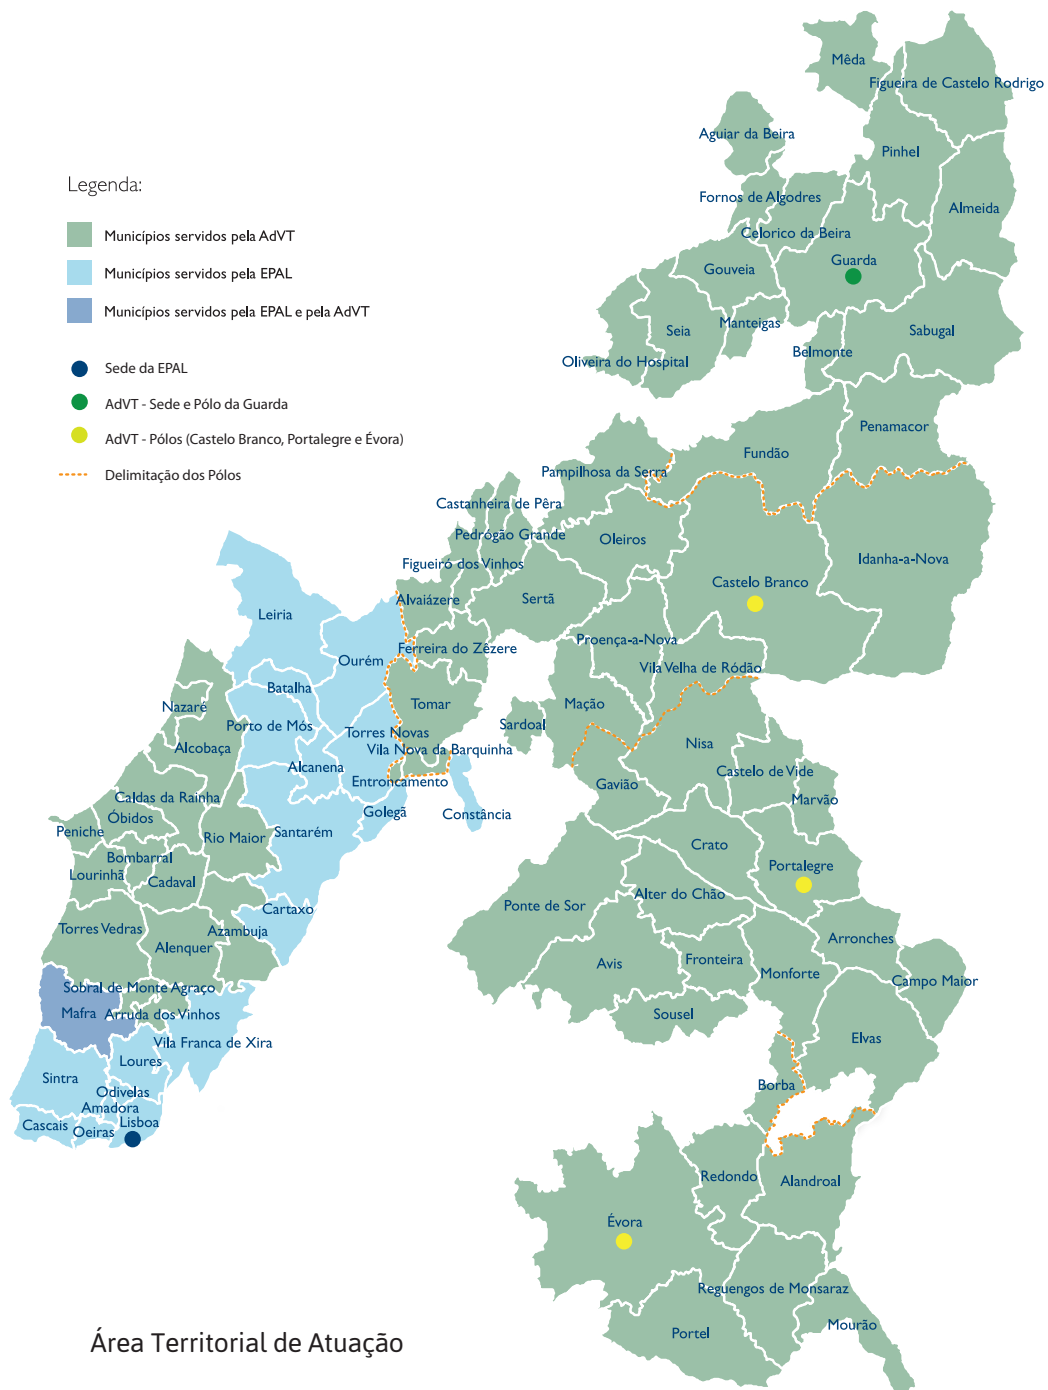 Mêda
Figueira de Castelo Rodrigo
Aguiar da Beira
Pinhel
Legenda:
Fornos de Algodres
Almeida
Municípios servidos pela AdVT
Celorico da Beira
Guarda
Gouveia
Municípios servidos pela EPAL
Municípios servidos pela EPAL e pela AdVT
Manteigas
Seia
Sabugal
Belmonte
Oliveira do Hospital
Sede da EPAL
AdVT - Sede e Pólo da Guarda
Penamacor
AdVT - Pólos (Castelo Branco, Portalegre e Évora)
Fundão
Pampilhosa da Serra
Delimitação dos Pólos
Castanheira de Pêra
Pedrógão Grande
Oleiros
Idanha-a-Nova
Figueiró dos Vinhos
Castelo Branco
Alvaiázere
Sertã
Leiria
Proença-a-Nova
Ferreira do Zêzere
Ourém
Vila Velha de Ródão
Batalha
Nazaré
Tomar
Mação
Porto de Mós
Sardoal
Torres Novas
Nisa
Alcobaça
Vila Nova da Barquinha
Alcanena
Castelo de Vide
Entroncamento
Gavião
Caldas da Rainha
Marvão
Golegã
Constância
Óbidos
Peniche
Santarém
Rio Maior
Crato
Bombarral
Portalegre
Lourinhã
Cadaval
Alter do Chão
Ponte de Sor
Cartaxo
Torres Vedras
Azambuja
Arronches
Alenquer
Fronteira
Avis
Monforte
Campo Maior
Sobral de Monte Agraço
Mafra
Arruda dos Vinhos
Sousel
Elvas
Vila Franca de Xira
Loures
Sintra
Borba
Odivelas
Amadora
Lisboa
Cascais
Oeiras
Redondo
Alandroal
Évora
Reguengos de Monsaraz
Mourão
Portel
Área Territorial de Atuação